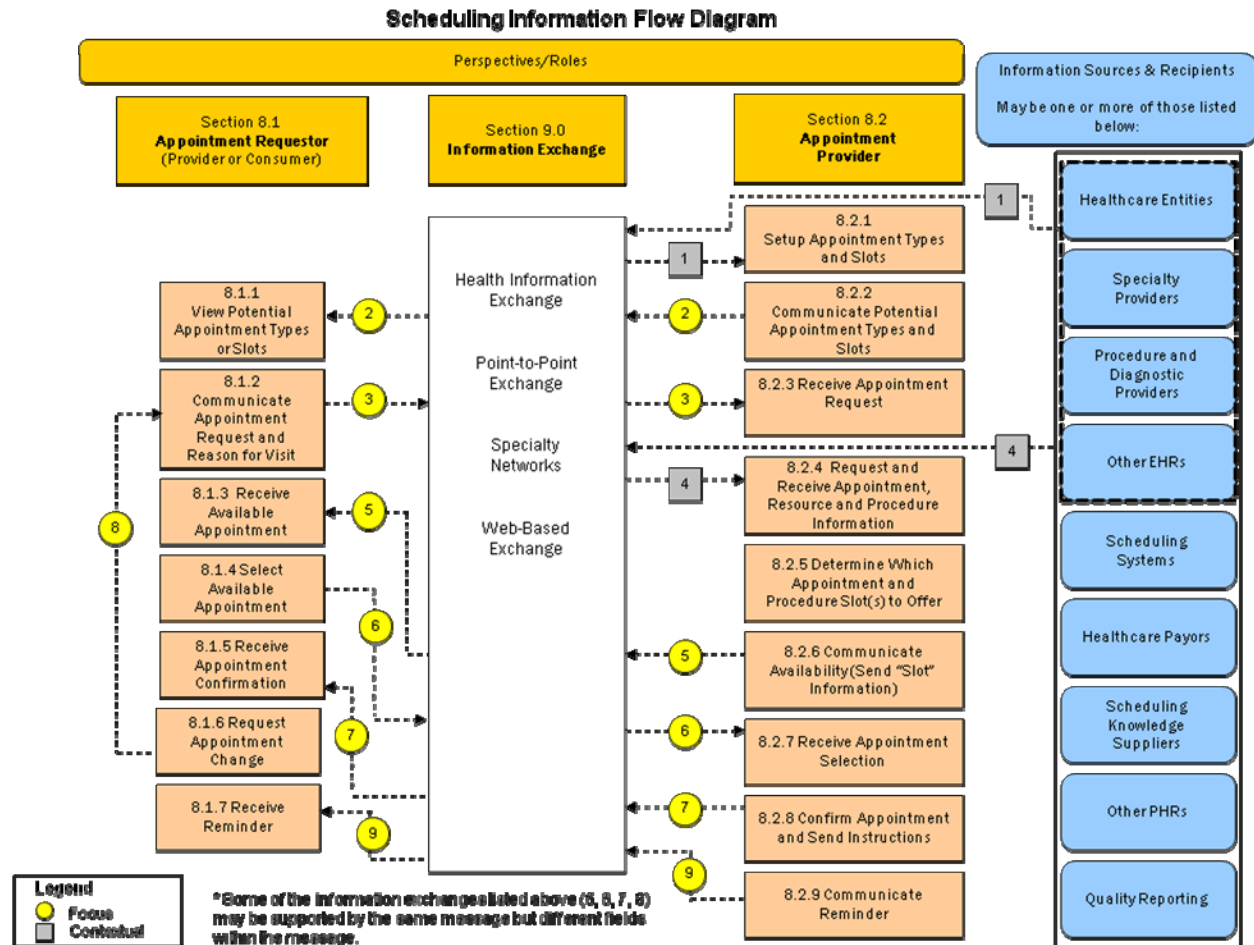 Scheduling Information Flow Diagram
Perspectives/Roles
Information Sources & Recipients
May be one or more of those listed
below:
Section 8.1
Appointment Requestor
(Provider or Consumer)
Section 9.0
Information Exchange
Section 8.2
Appointment
Provider
1
Healthcare Entities
8.2.1
Setup Appointment Types
and Slots
1
Health Information
Exchange
Specialty
Providers
8.1.1
View Potential
Appointment Types
or Slots
2
2
8.2.2
Communicate Potential
Appointment Types and
Slots
Point-to-Point
Exchange
Procedure and
Diagnostic
Providers
8.1.2
Communicate
Appointment
Request and
Reason for Visit
3
3
8.2.3 Receive Appointment
Request
Specialty
Networks
4
Other EHRs
4
8.2.4 Request and
Receive Appointment,
Resource and Procedure
Information
8.1.3 Receive
Available
Appointment
5
8
Web-Based
Exchange
Scheduling
Systems
8.1.4 Select
Available
Appointment
6
8.2.5 Determine Which
Appointment and
Procedure Slot(s) to Offer
Healthcare Payors
8.1.5 Receive
Appointment
Confirmation
5
8.2.6 Communicate
Availability (Send "Slot"
Information)
8.1.6 Request
Appointment
Change
7
6
8.2.7 Receive Appointment
Selection
Scheduling
Knowledge
Suppliers
8.1.7 Receive
Reminder
9
7
8.2.8 Confirm Appointment
and Send Instructions
Other PHRs
9
8.2.9 Communicate
Reminder
Quality Reporting
Legend
Focus
Contextual
*Some of the information exchanges listed above (5, 6, 7, 8)
may be supported by the same message but different fields
within the message.